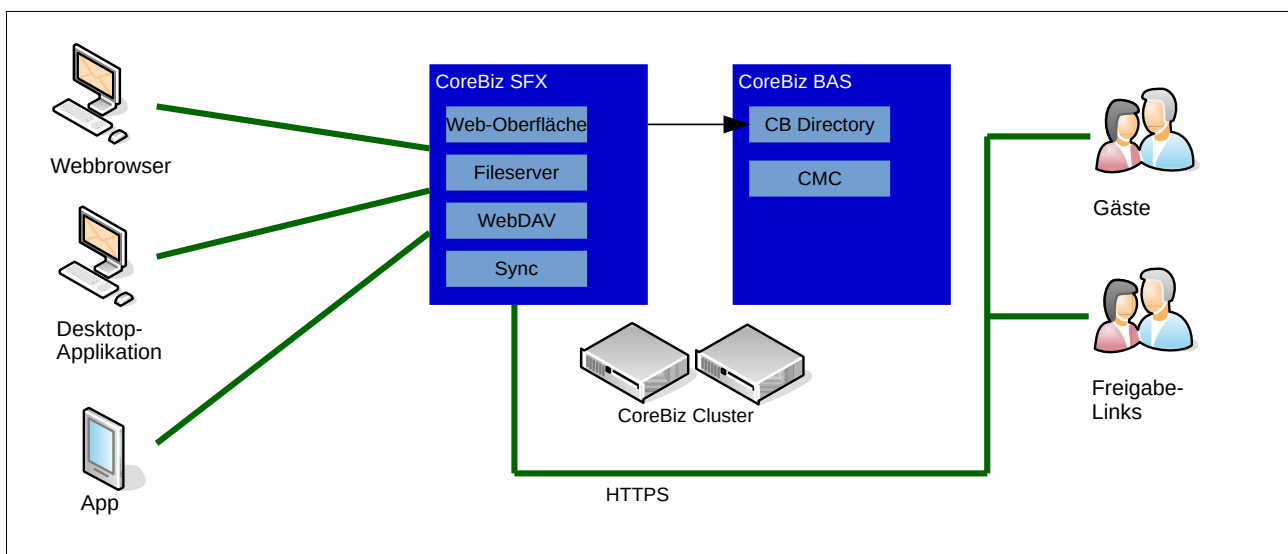 Webbrowser
Desktop-
Applikation
App
CoreBiz SFX
Web-Oberfläche
Fileserver
WebDAV
Sync
CoreBiz BAS
CB Directory
CMC
CoreBiz Cluster
HTTPS
Gäste
Freigabe-
Links